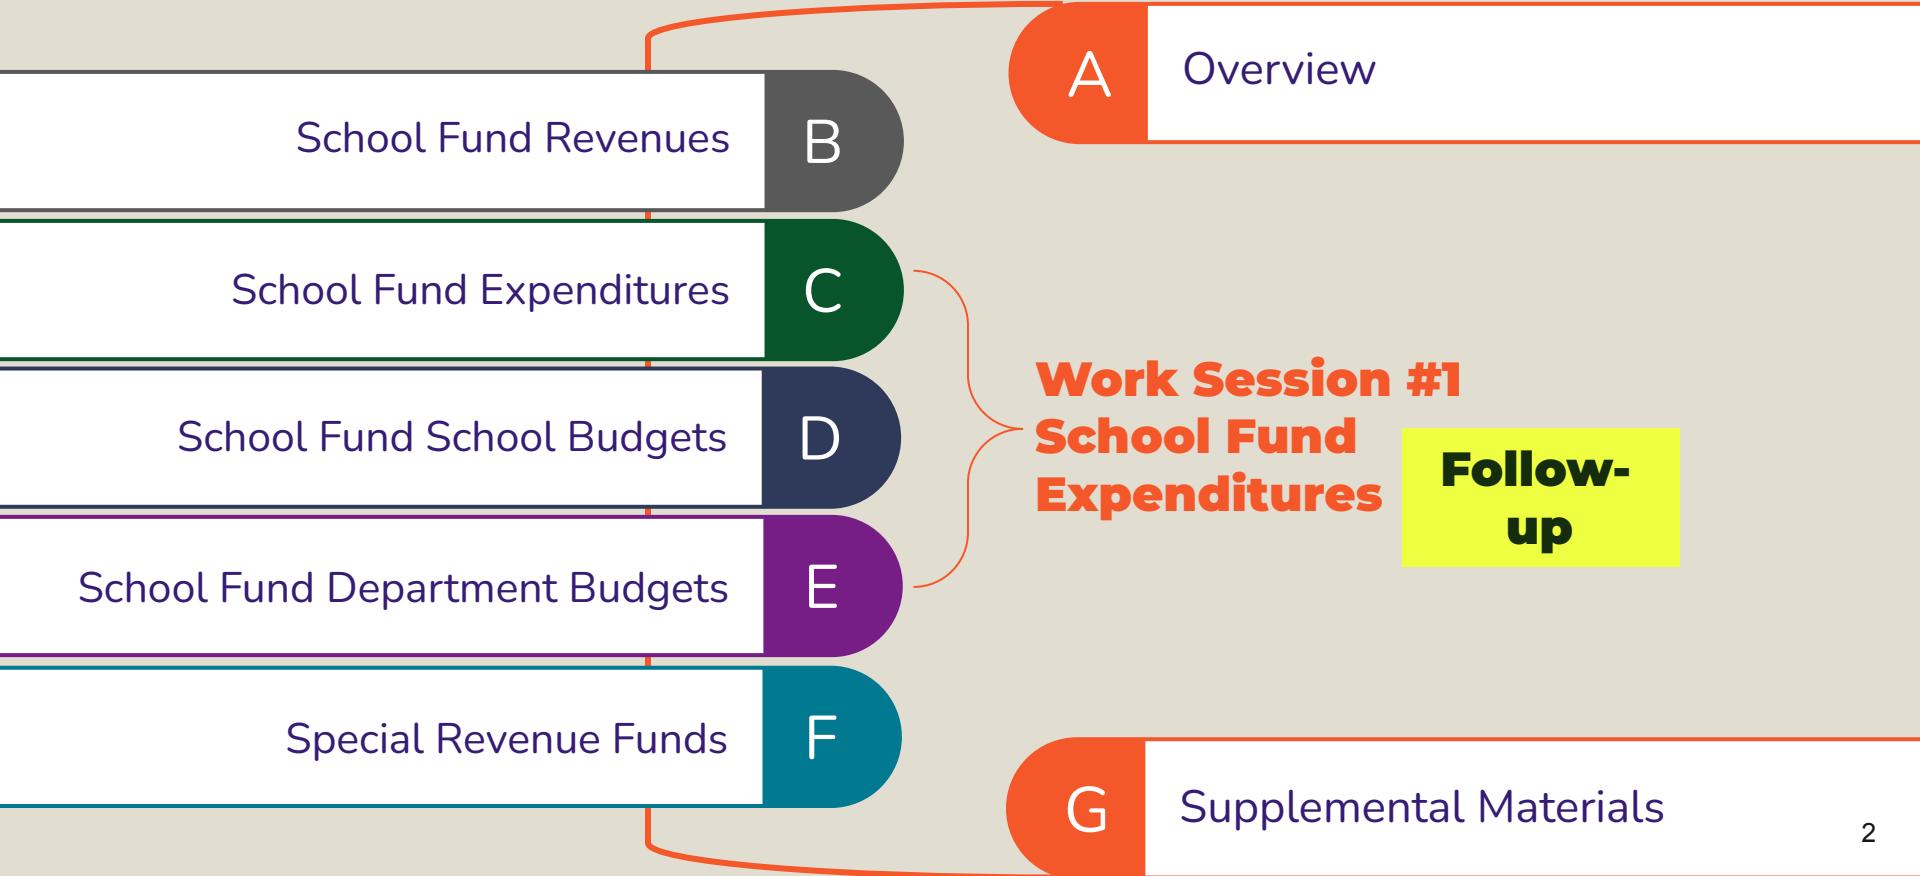 A
Overview
School Fund Revenues
B
School Fund Expenditures
C
School Fund School Budgets
D
School Fund Department Budgets
E
Special Revenue Funds
F
Work Session #1
School Fund
Expenditures
Follow-
up
G
Supplemental Materials
2